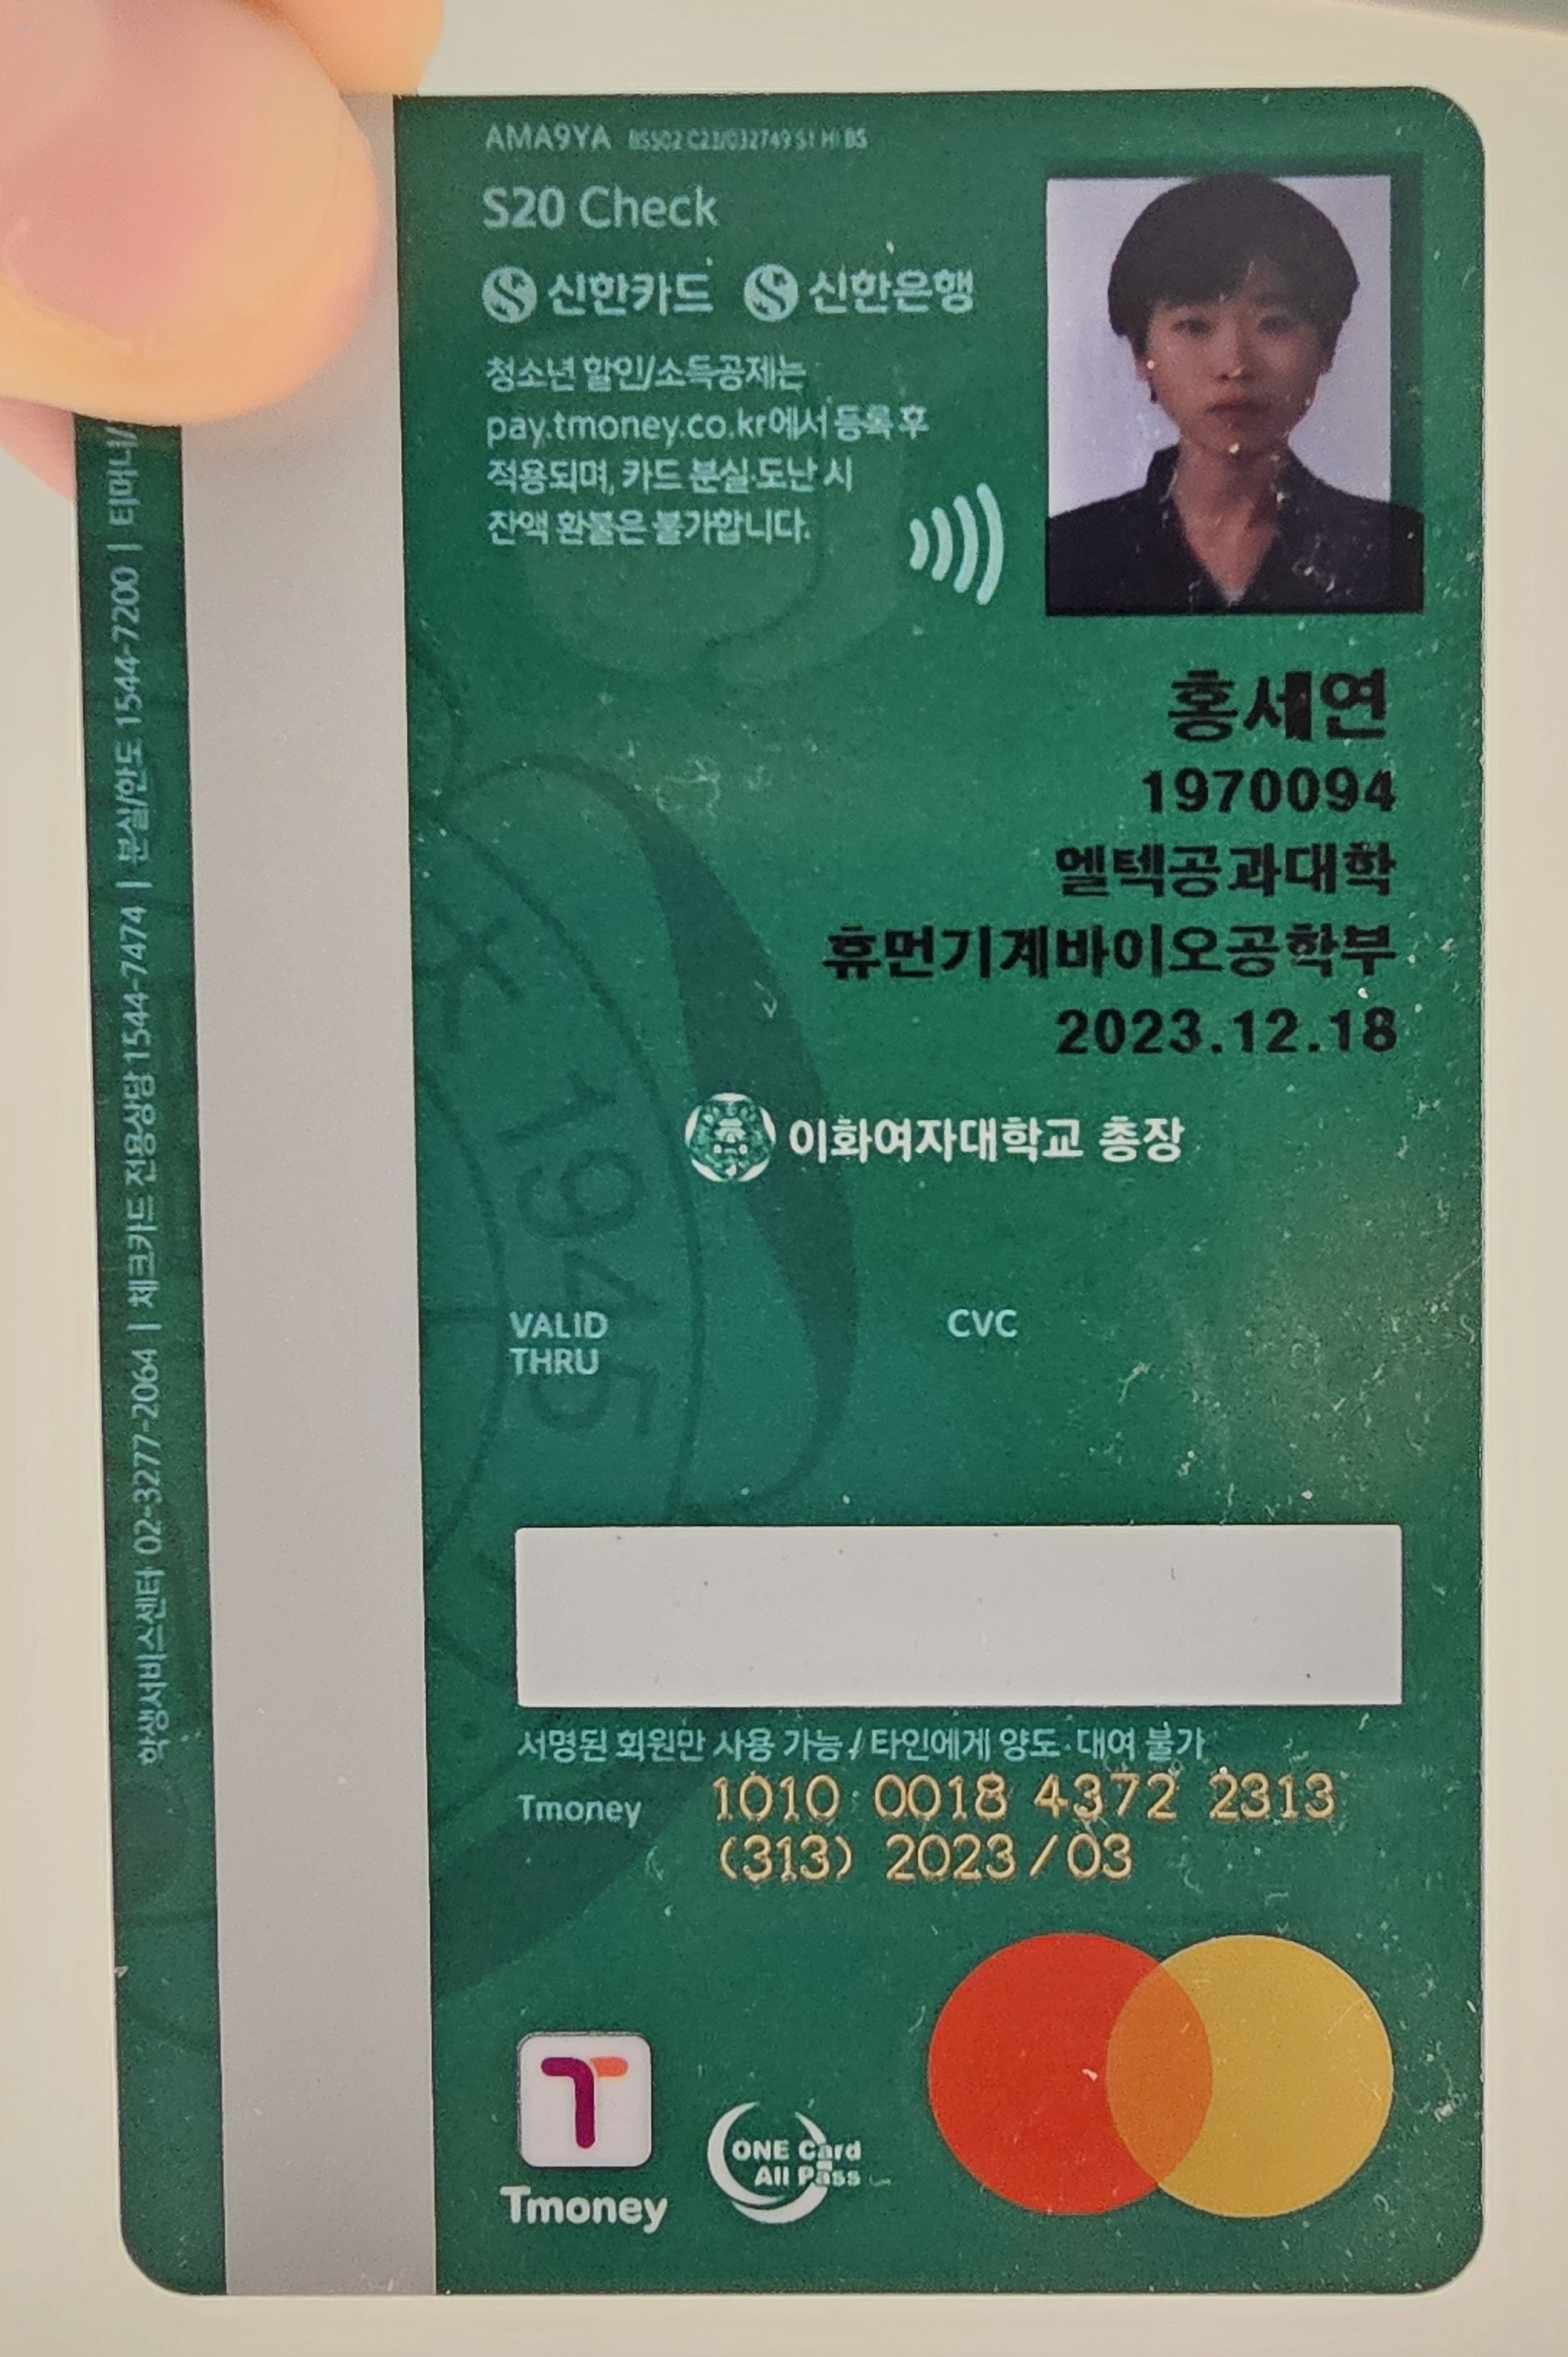 AMA9YA
S20 Check
신한카드 신한은행
청소년 할인/소득공제는
pay.tmoney.co.kr에서 등록 후
적용되며, 카드 분실·도난 시
잔액 환불은 불가합니다.
홍세연
1970094
엘텍공과대학
휴먼기계바이오공학부
2023.12.18
이화여자대학교 총장
1945
VALID
THRU
CVC
서명된 회원만 사용 가능 / 타인에게 양도·대여 불가
Tmoney 1010 0018 4372 2313
(313) 2023/03
Tmoney
ONE Card
All Pass
학생서비스센터 02-3277-2064 | 체크카드 전용상담 1544-7474 | 분실/한도 1544-7200 | 티머니/